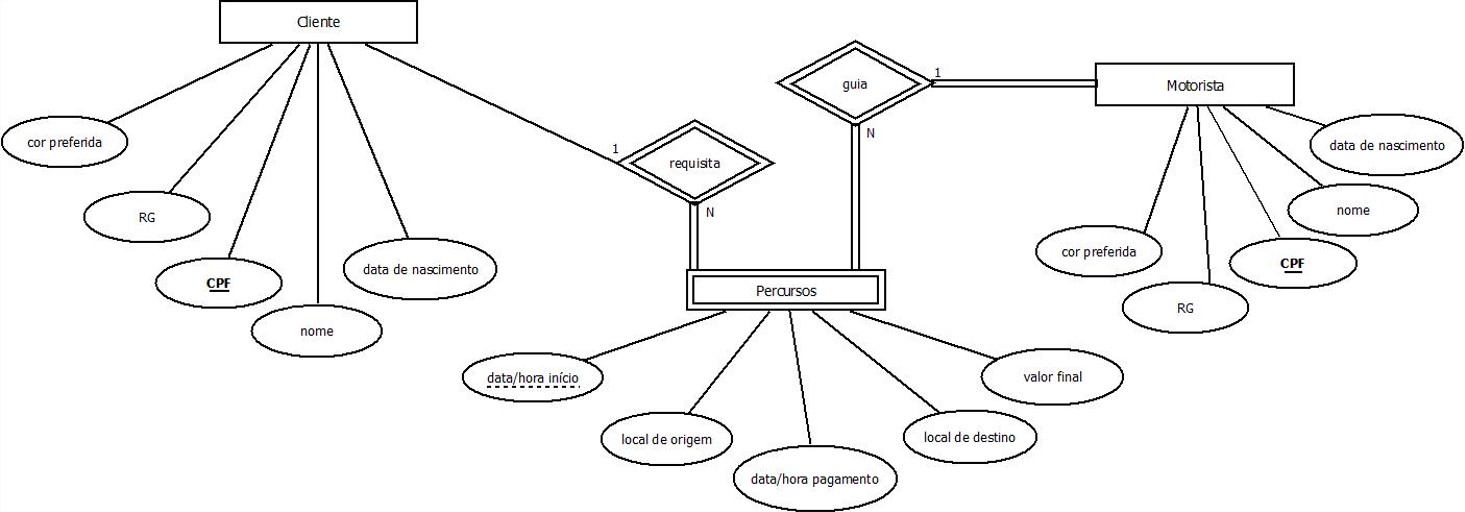 Cliente
guia
1
Motorista
N
cor preferida
1
requisita
data de nascimento
RG
N
nome
data de nascimento
cor preferida
CPF
CPF
Percursos
nome
RG
data/hora início
valor final
local de origem
local de destino
data/hora pagamento